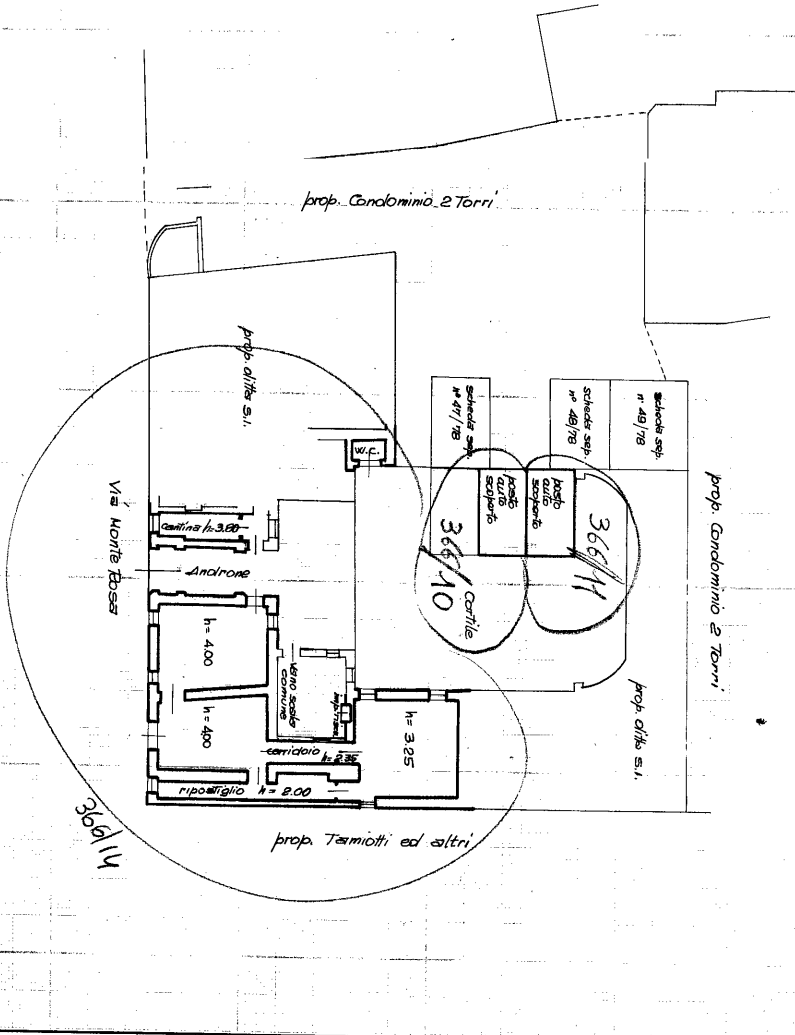 prop. Condominio 2 Torri
prop. ditta S.I.
scheda sep.
n° 47/78
scheda sep.
n° 48/78
scheda sep.
n° 49/78
w.c.
posto
auto
scoperto
posto
auto
scoperto
366/11
366/10
Cortile
prop. Condominio 2 Torri
Via Monte Rosa
cantina h=3.80
Androne
h= 4.00
h= 4.00
vano scala
comune
corridoio
h= 2.35
h= 3.25
ripostiglio h= 2.00
prop. ditta S.I.
366/14
prop. Tamiotti ed altri